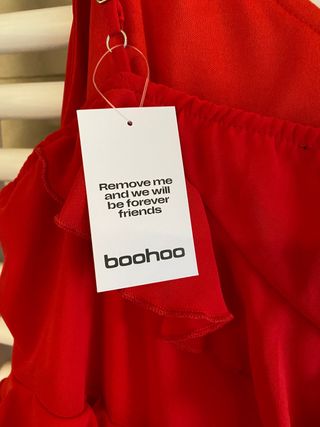 Remove me
and we will
be forever
friends
boohoo